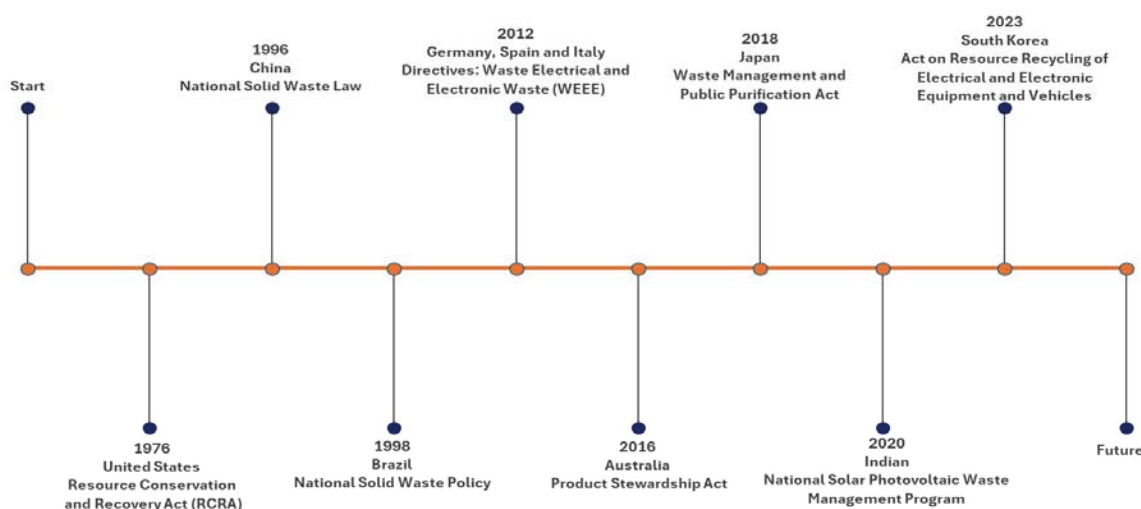 Start
1996
China
National Solid Waste Law
2012
Germany, Spain and Italy
Directives: Waste Electrical and
Electronic Waste (WEEE)
2018
Japan
Waste Management and
Public Purification Act
2023
South Korea
Act on Resource Recycling of
Electrical and Electronic
Equipment and Vehicles
1976
United States
Resource Conservation
and Recovery Act (RCRA)
1998
Brazil
National Solid Waste Policy
2016
Australia
Product Stewardship Act
2020
Indian
National Solar Photovoltaic Waste
Management Program
Future